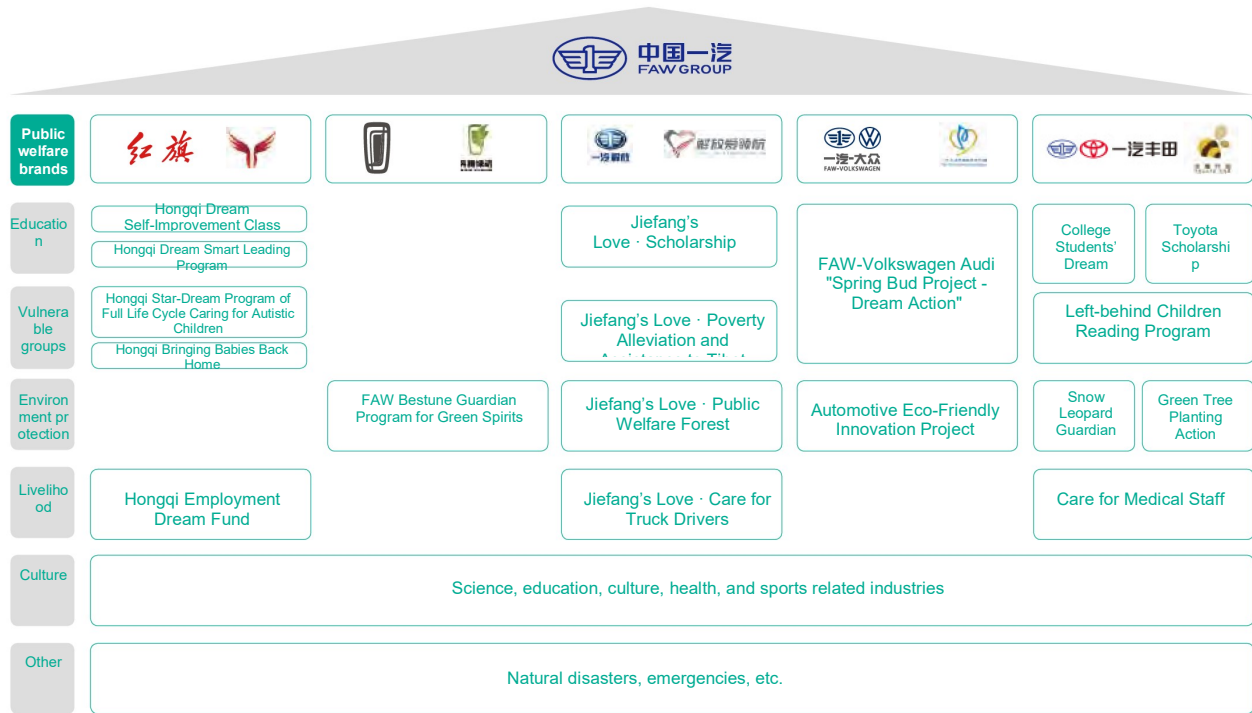 中国一汽
FAW GROUP
Public
welfare
brands
红旗
一汽解放
解放爱领航
一汽-大众
FAW-VOLKSWAGEN
一汽丰田
Educatio
n
Hongqi Dream
Self-Improvement Class
Hongqi Dream Smart Leading
Program
Jiefang's
Love · Scholarship
FAW-Volkswagen Audi
"Spring Bud Project -
Dream Action"
College
Students'
Dream
Toyota
Scholarshi
p
Vulnera
ble
groups
Hongqi Star-Dream Program of
Full Life Cycle Caring for Autistic
Children
Hongqi Bringing Babies Back
Home
Jiefang's Love · Poverty
Alleviation and
Left-behind Children
Reading Program
Environ
ment pr
otection
FAW Bestune Guardian
Program for Green Spirits
Jiefang's Love · Public
Welfare Forest
Automotive Eco-Friendly
Innovation Project
Snow
Leopard
Guardian
Green Tree
Planting
Action
Liveliho
od
Hongqi Employment
Dream Fund
Jiefang's Love · Care for
Truck Drivers
Care for Medical Staff
Culture
Science, education, culture, health, and sports related industries
Other
Natural disasters, emergencies, etc.